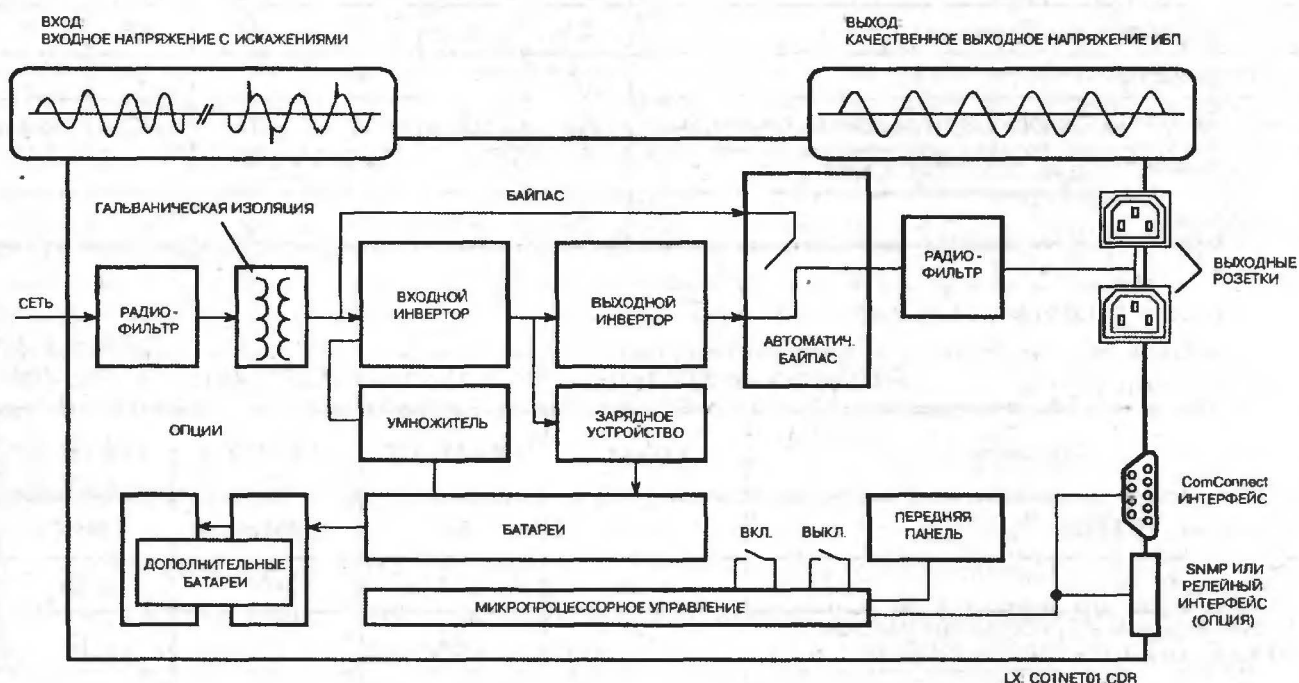 ВХОД:
ВХОДНОЕ НАПРЯЖЕНИЕ С ИСКАЖЕНИЯМИ
ВЫХОД:
КАЧЕСТВЕННОЕ ВЫХОДНОЕ НАПРЯЖЕНИЕ ИБП
ГАЛЬВАНИЧЕСКАЯ ИЗОЛЯЦИЯ
БАЙПАС
СЕТЬ
РАДИО-
ФИЛЬТР
ВХОДНОЙ
ИНВЕРТОР
ВЫХОДНОЙ
ИНВЕРТОР
АВТОМАТИЧ.
БАЙПАС
РАДИО-
ФИЛЬТР
ВЫХОДНЫЕ
РОЗЕТКИ
ОПЦИИ
УМНОЖИТЕЛЬ
ЗАРЯДНОЕ
УСТРОЙСТВО
ComConnect
ИНТЕРФЕЙС
БАТАРЕИ
ВКЛ.
ВЫКЛ.
ПЕРЕДНЯЯ
ПАНЕЛЬ
ДОПОЛНИТЕЛЬНЫЕ
БАТАРЕИ
МИКРОПРОЦЕССОРНОЕ УПРАВЛЕНИЕ
SNMP ИЛИ
РЕЛЕЙНЫЙ
ИНТЕРФЕЙС
(ОПЦИЯ)
LX: CO1NET01.CDR